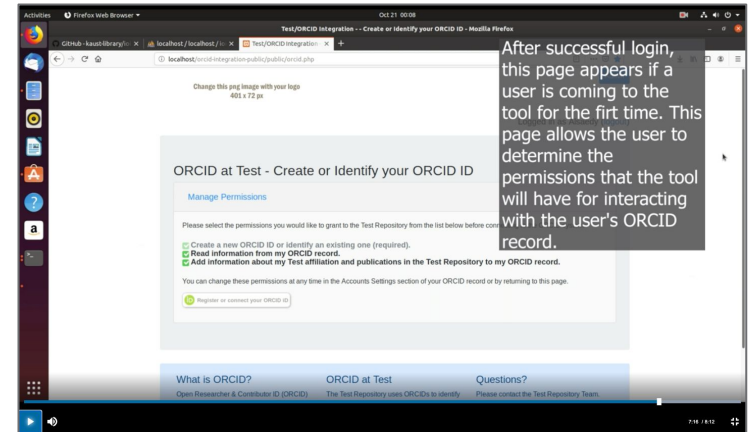 Activities
Firefox Web Browser
Oct 21 00:08
Test/ORCID Integration - - Create or Identify your ORCID ID - Mozilla Firefox
GitHub - kaust-library/
localhost / localhost / 
Test/ORCID Integration
localhost/orcid-integration-public/public/orcid.php
Change this png image with your logo
401 x 72 px
After successful login,
this page appears if a
user is coming to the
tool for the firt time. This
page allows the user to
determine the
permissions that the tool
will have for interacting
with the user's ORCID
record.
ORCID at Test - Create or Identify your ORCID ID
Manage Permissions
Please select the permissions you would like to grant to the Test Repository from the list below before
Create a new ORCID ID or identify an existing one (required).
Read information from my ORCID record.
Add information about my Test affiliation and publications in the Test Repository to my ORCID record.
You can change these permissions at any time in the Accounts Settings section of your ORCID record or by returning to this page.
iD Register or connect your ORCID iD
What is ORCID?
ORCID at Test
Questions?
Open Researcher & Contributor ID (ORCID)
The Test Repository uses ORCIDs to identify
Please contact the Test Repository Team.
7:16 / 8:12